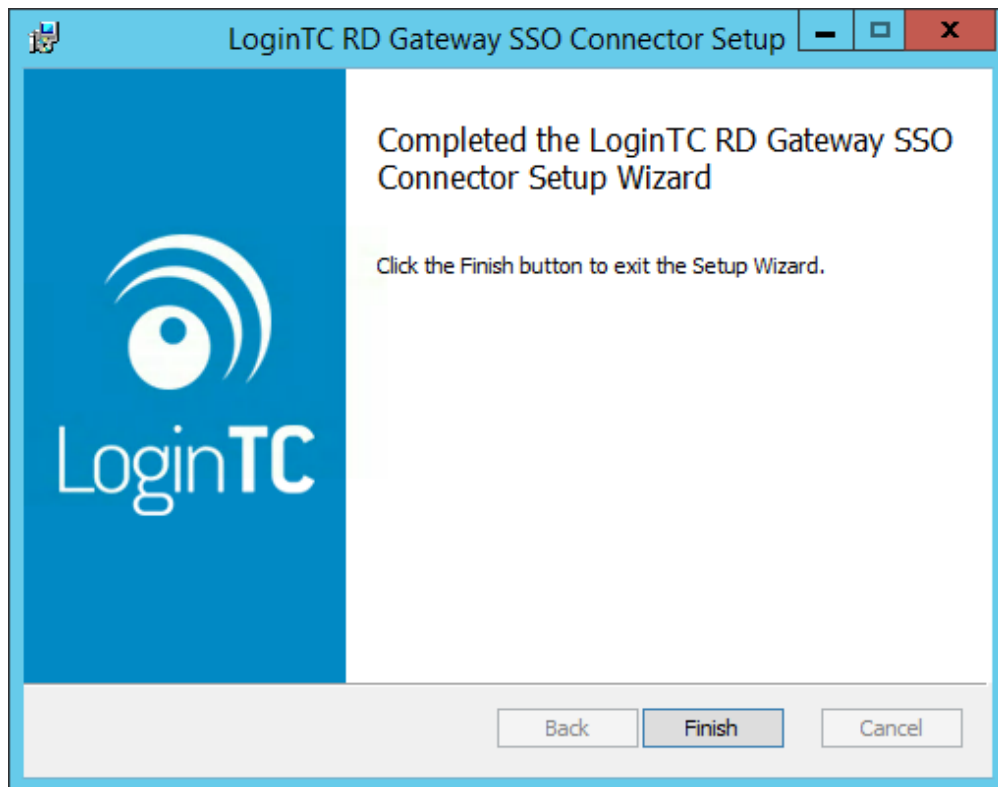 LoginTC RD Gateway SSO Connector Setup
Completed the LoginTC RD Gateway SSO
Connector Setup Wizard
Click the Finish button to exit the Setup Wizard.
LoginTC
Back Finish Cancel